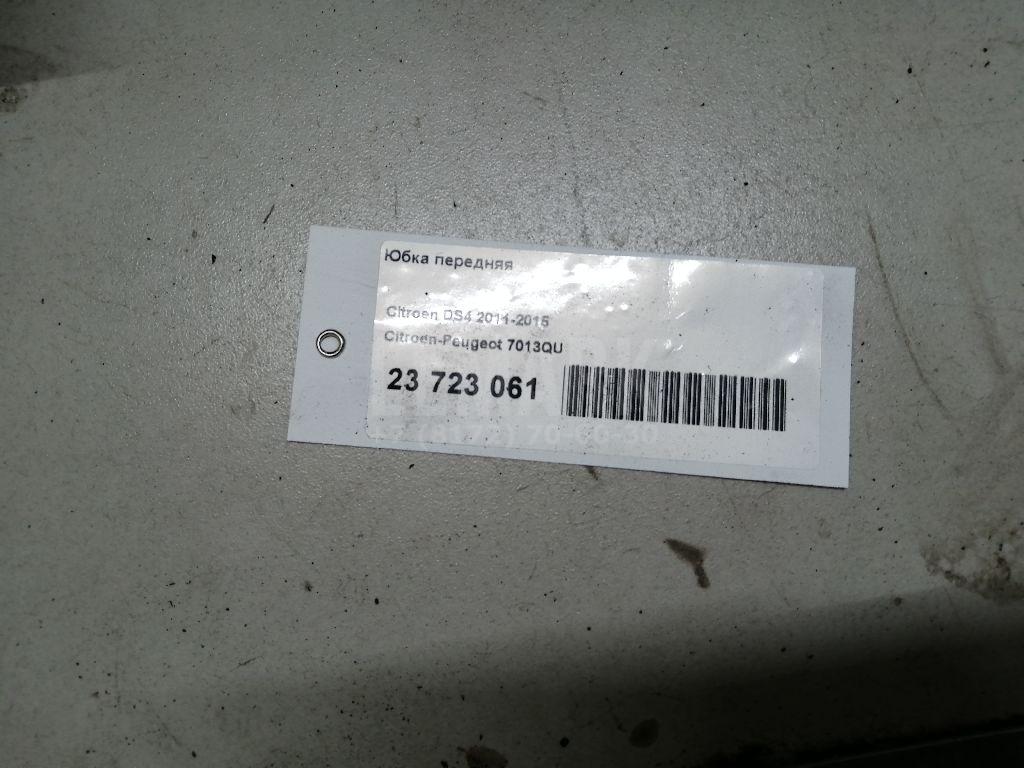 Юбка передняя
Citroen DS4 2011-2015
Citroen-Peugeot 7013QU
23 723 061